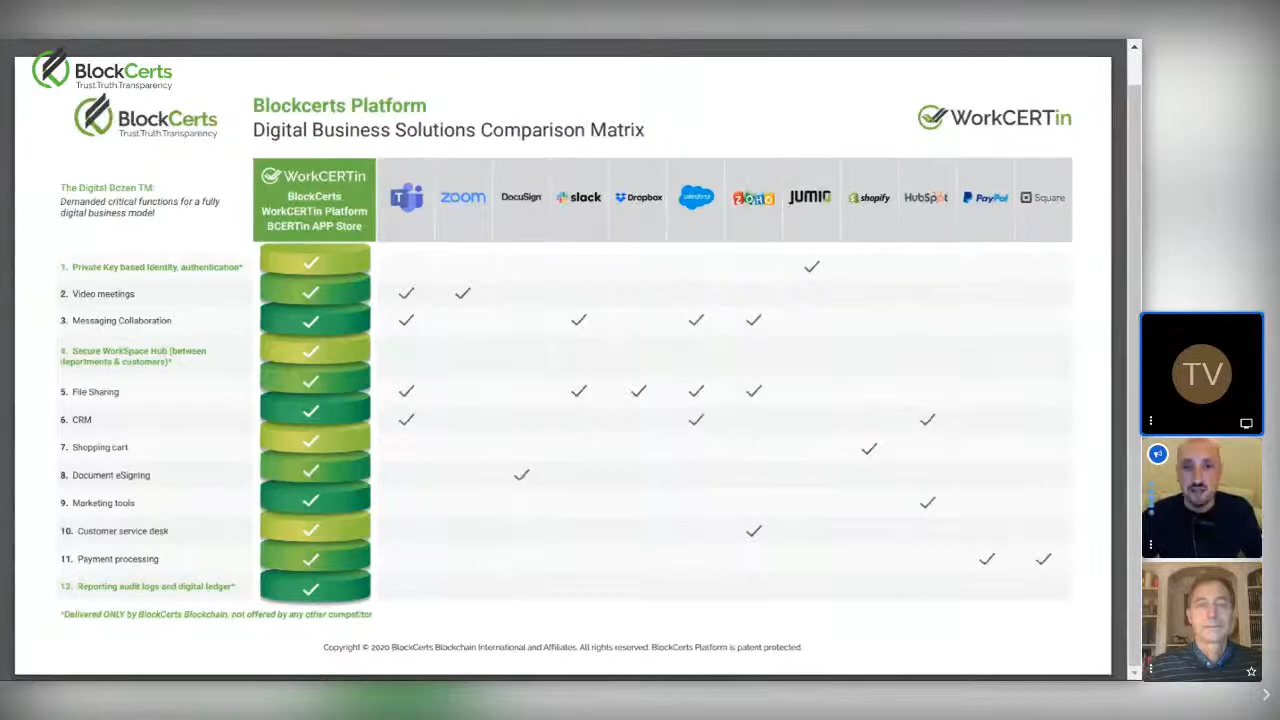 BlockCerts
Trust.Truth.Transparency
BlockCerts
Trust.Truth.Transparency
Blockcerts Platform
Digital Business Solutions Comparison Matrix
WorkCERTin
The Digital Dozen TM:
Demanded critical functions for a fully
digital business model
WorkCERTin
BlockCerts
WorkCERTin Platform
BCERTin APP Store
T
zoom
DocuSign
slack
Dropbox
salesforce
ZOHO
JUMIO
shopify
HubSpot
PayPal
Square
1. Private Key based Identity, authentication*
2. Video meetings
3. Messaging Collaboration
4. Secure WorkSpace Hub (between
departments & customers)*
5. File Sharing
6. CRM
7. Shopping cart
8. Document eSigning
9. Marketing tools
10. Customer service desk
11. Payment processing
12. Reporting audit logs and digital ledger*
*Delivered ONLY by BlockCerts Blockchain, not offered by any other competitor
Copyright © 2020 BlockCerts Blockchain International and Affiliates. All rights reserved. BlockCerts Platform is patent protected.
TV